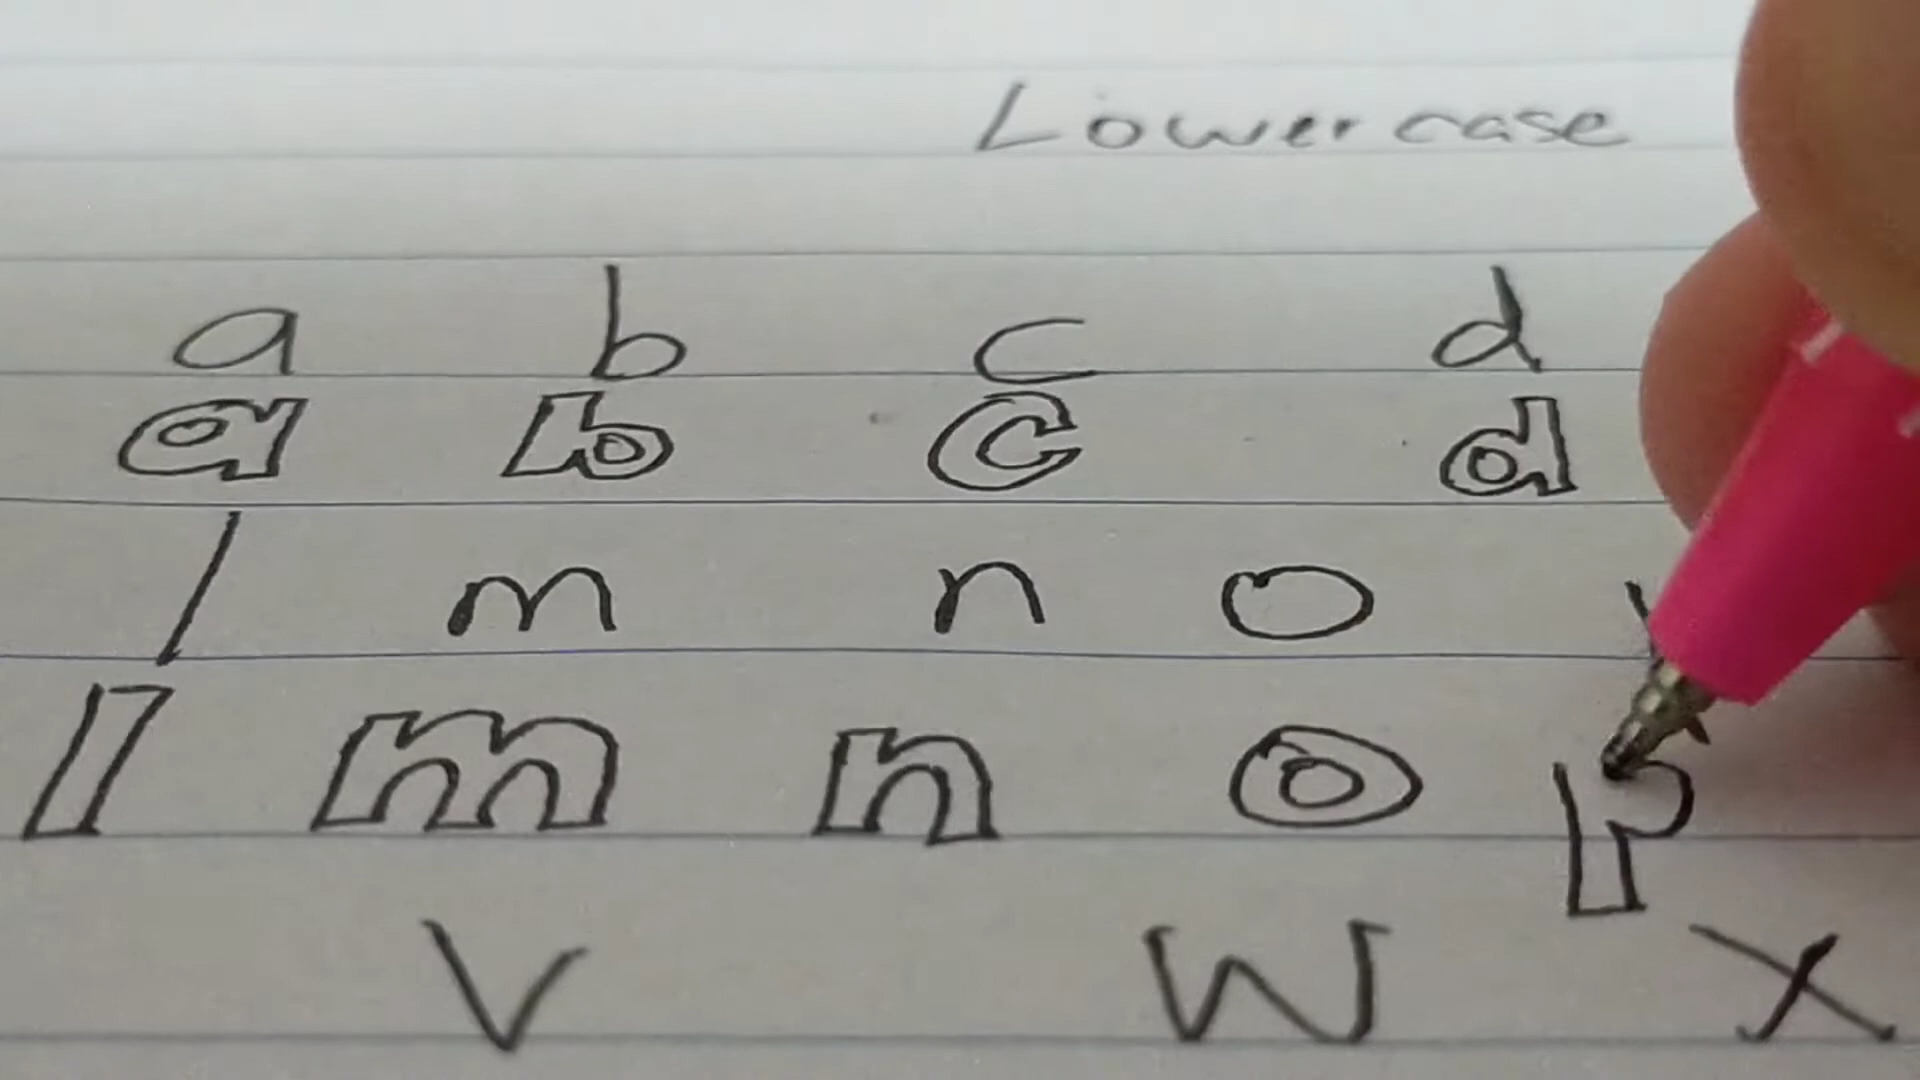 Lowercase
a b c d
a b c d
l m n o
l m n o p
v w x